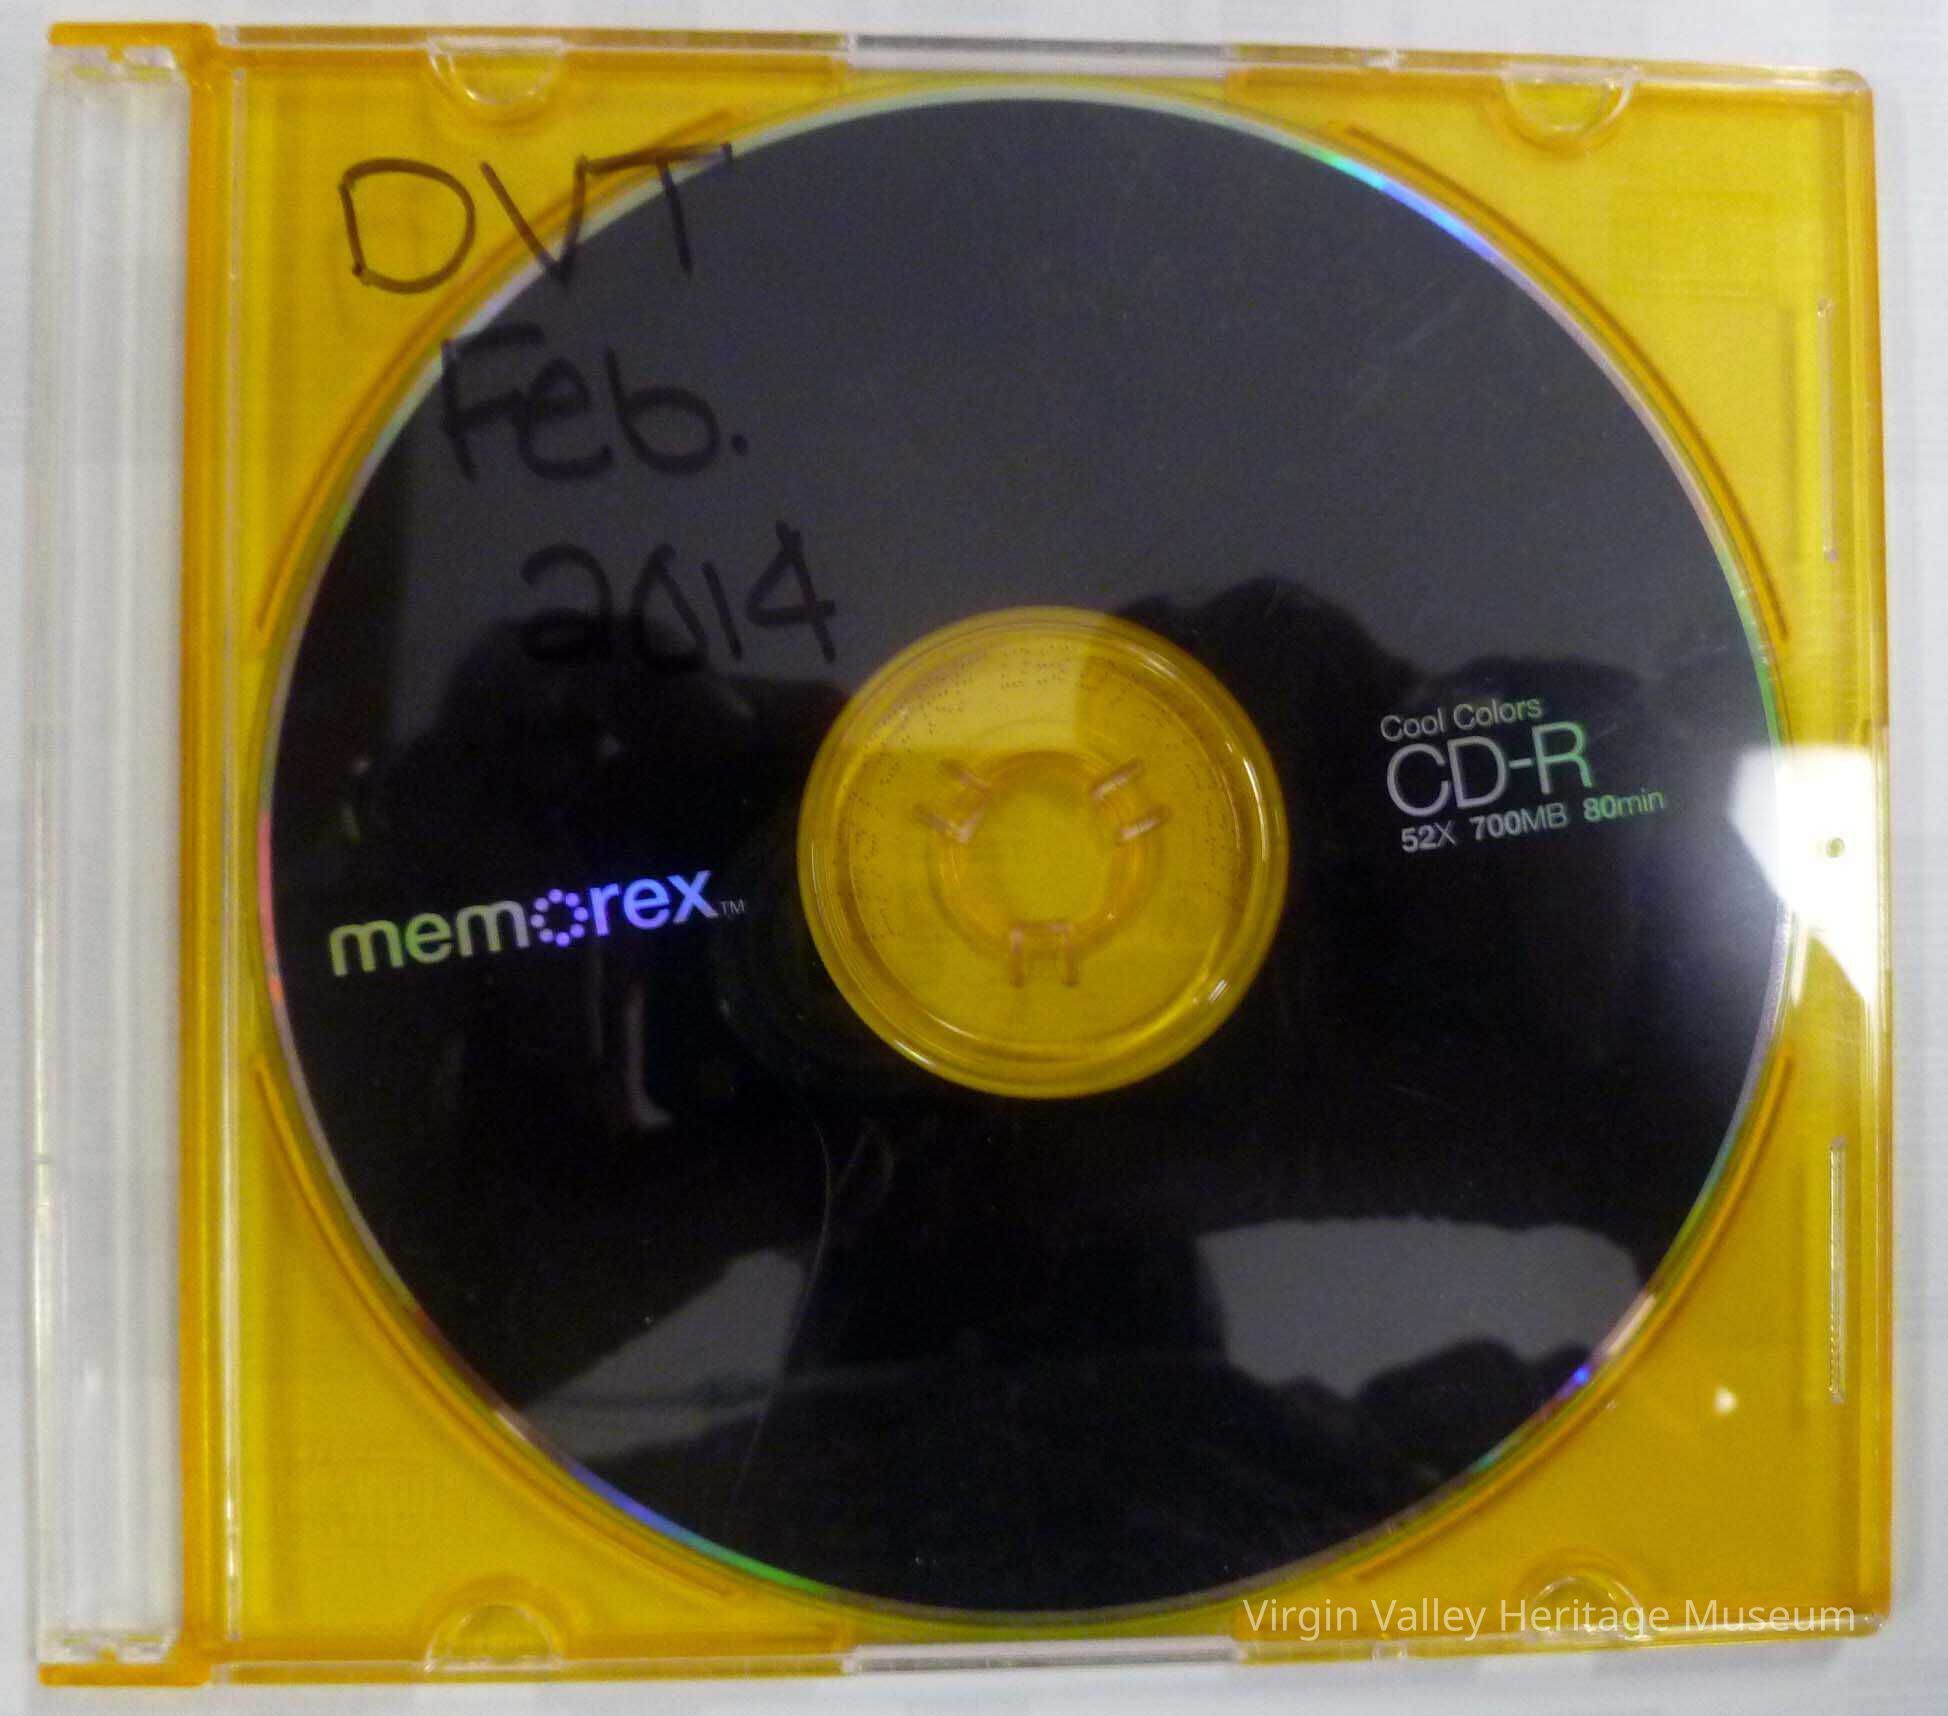 DVT
Feb.
2014
Cool Colors
CD-R
52X 700MB 80min
memorex™
Virgin Valley Heritage Museum